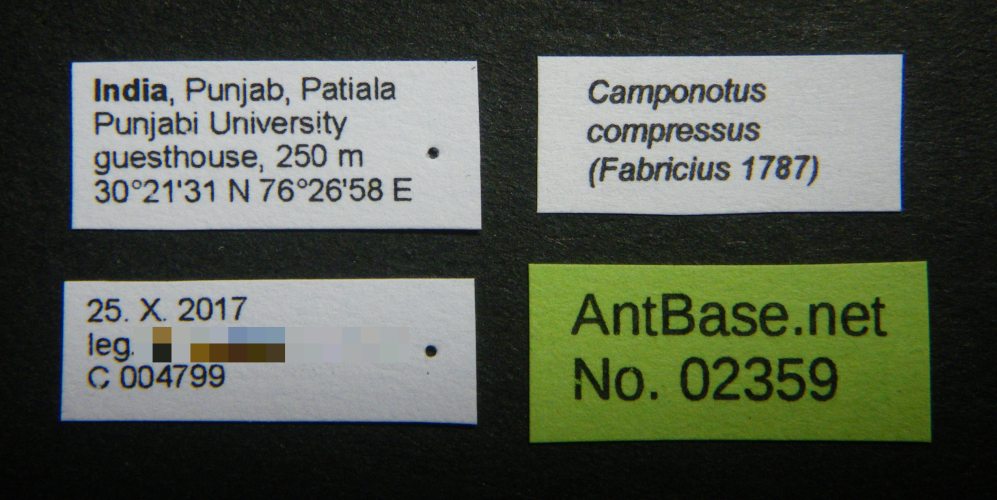 India, Punjab, Patiala
Punjabi University
guesthouse, 250 m
30°21'31 N 76°26'58 E
Camponotus
compressus
(Fabricius 1787)
25. X. 2017
leg.
C 004799
AntBase.net
No. 02359